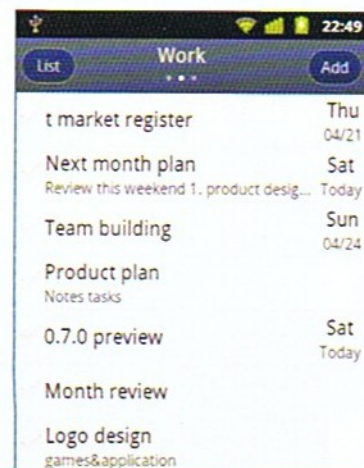 22:49
List Work Add
t market register Thu
04/21
Next month plan Sat
Review this weekend 1. product desig... Today
Team building Sun
04/24
Product plan
Notes tasks
0.7.0 preview Sat
Today
Month review
Logo design
games&application